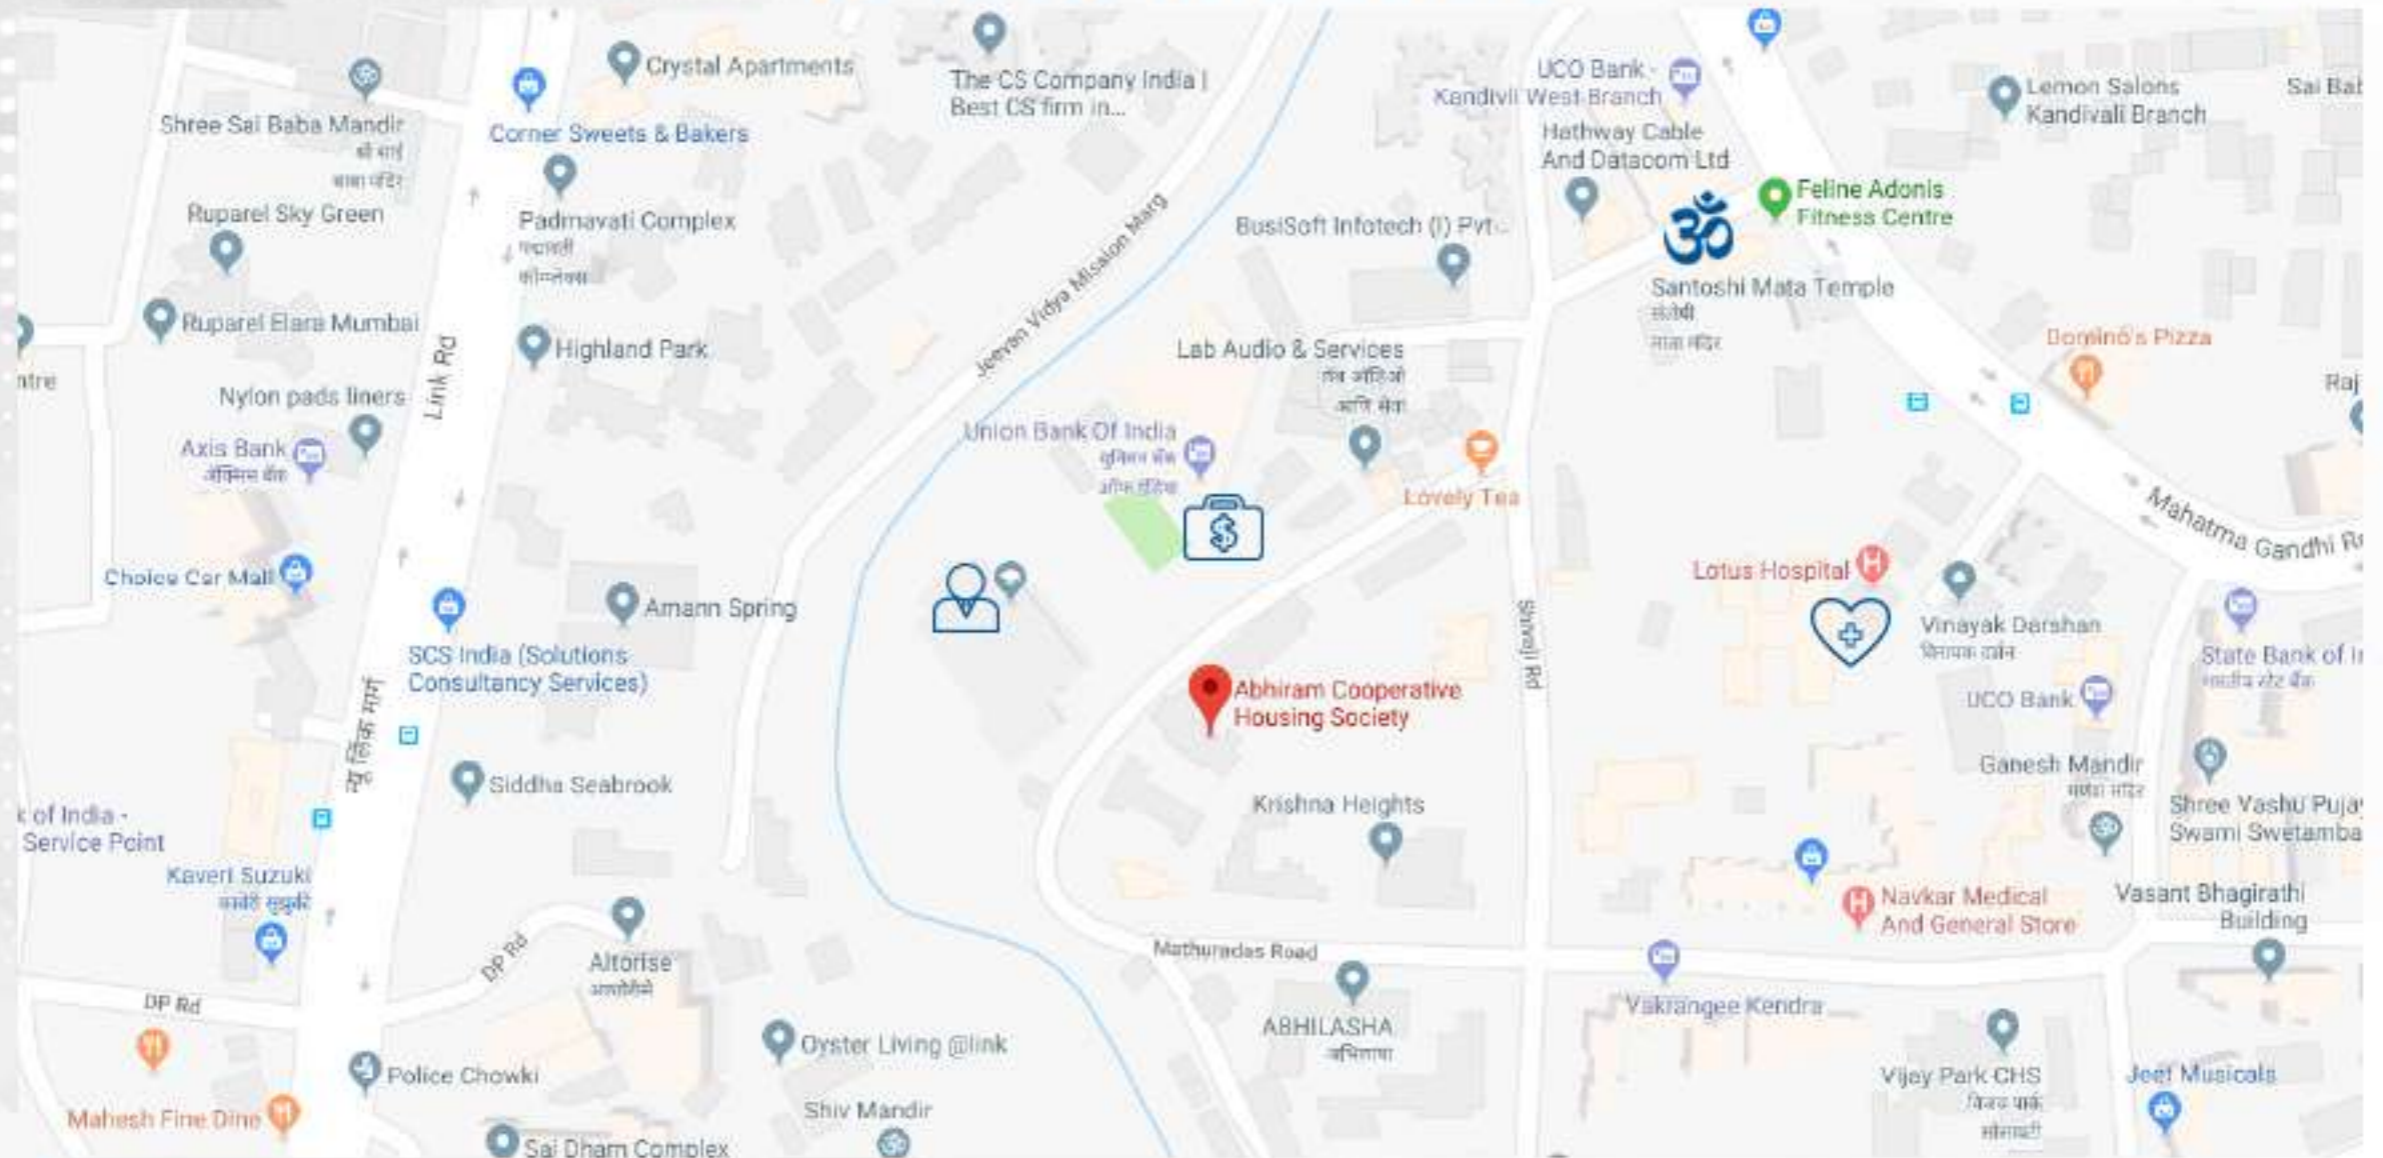 Crystal Apartments
The CS Company India |
Best CS firm in...
UCO Bank -
Kandivli West Branch
Lemon Salons
Kandivali Branch
Sai Bab
Shree Sai Baba Mandir
Corner Sweets & Bakers
Hathway Cable
And Datacom Ltd
Feline Adonis
Fitness Centre
ॐ
Ruparel Sky Green
Padmavati Complex
BusiSoft Infotech (I) Pvt
Santoshi Mata Temple
Jeevan Vidya Mission Marg
Ruparel Elara Mumbai
Link Rd
Highland Park
Lab Audio & Services
Domino's Pizza
ntre
Nylon pads liners
Raj
Axis Bank
Union Bank Of India
Lovely Tea
$
Mahatma Gandhi R
Choice Car Mall
Amann Spring
Lotus Hospital
Vinayak Darshan
Shivaji Rd
SCS India (Solutions
Consultancy Services)
Abhiram Cooperative
Housing Society
State Bank of I
UCO Bank
न्यू लिंक मार्ग
Siddha Seabrook
Krishna Heights
Ganesh Mandir
k of India -
Service Point
Shree Vashu Puja
Swami Swetamba
Kaveri Suzuki
Navkar Medical
And General Store
Vasant Bhagirathi
Building
DP Rd
Altorise
Mathuradas Road
DP Rd
ABHILASHA
Vakrangee Kendra
Oyster Living @link
Police Chowki
Vijay Park CHS
Jeet Musicals
Mahesh Fine Dine
Shiv Mandir
Sai Dham Complex